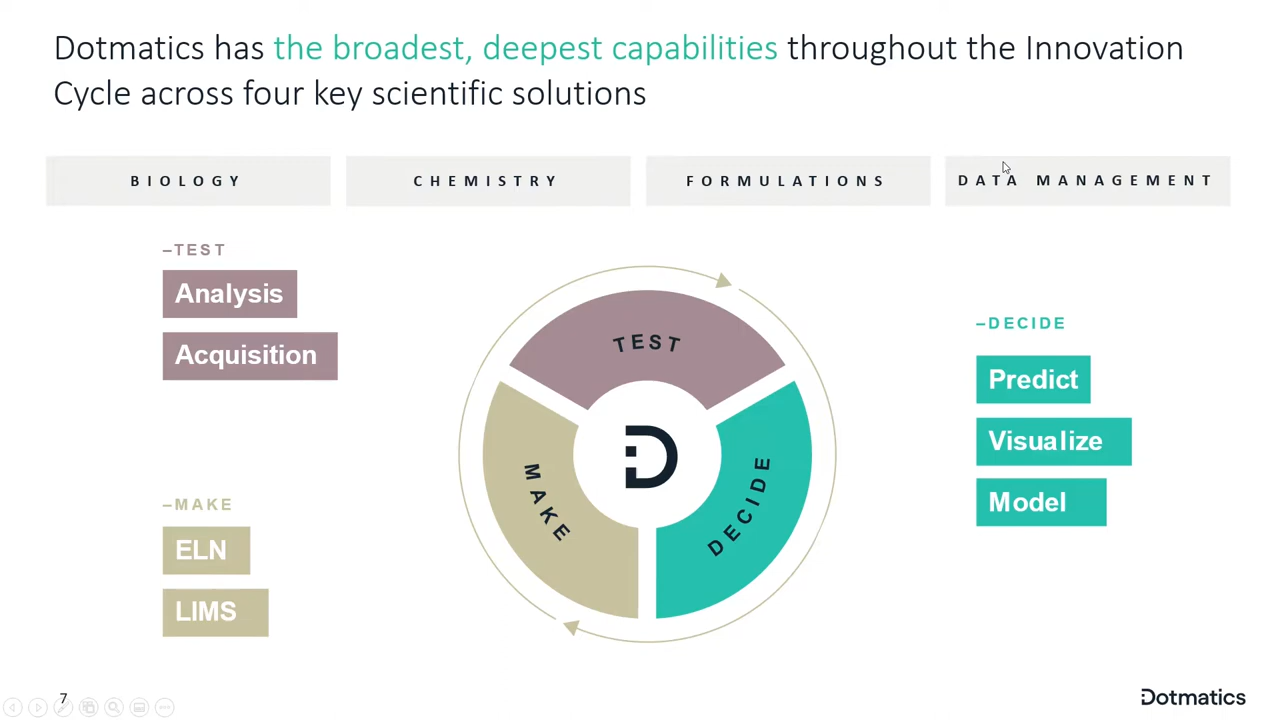 Dotmatics has the broadest, deepest capabilities throughout the Innovation
Cycle across four key scientific solutions
BIOLOGY
CHEMISTRY
FORMULATIONS
DATA MANAGEMENT
–TEST
Analysis
Acquisition
–MAKE
ELN
LIMS
TEST
MAKE
DECIDE
–DECIDE
Predict
Visualize
Model
7
Dotmatics